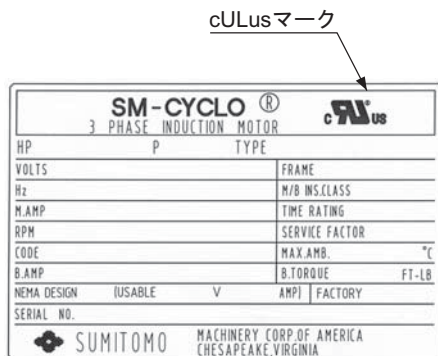 cULusマーク
SM-CYCLO ®
3 PHASE INDUCTION MOTOR
c RU ® US
HP P TYPE
VOLTS FRAME
Hz M/B INS.CLASS
M.AMP TIME RATING
RPM SERVICE FACTOR
CODE MAX.AMB. °C
B.AMP B.TORQUE FT-LB
NEMA DESIGN (USABLE V AMP) FACTORY
SERIAL NO.
SUMITOMO MACHINERY CORP.OF AMERICA
CHESAPEAKE,VIRGINIA